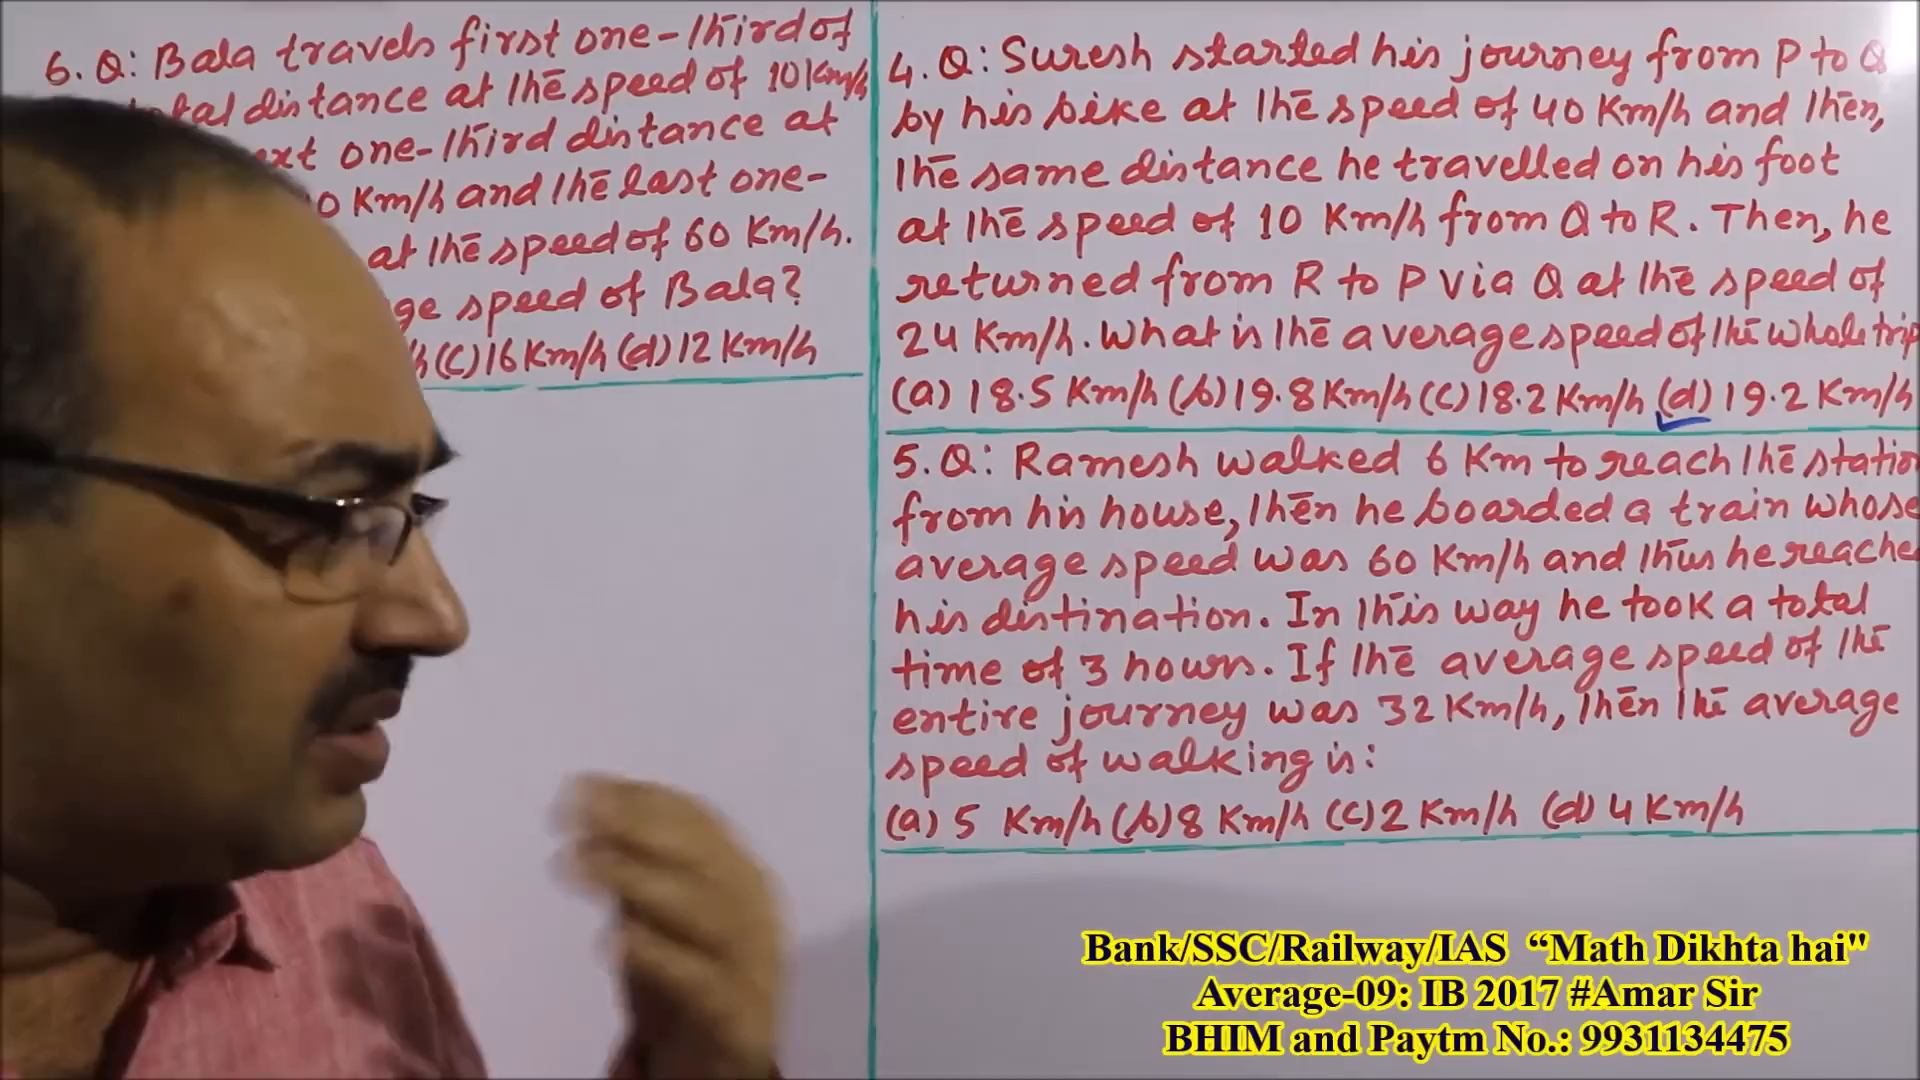 6. Q: Bala travels first one-third of
total distance at the speed of 10 Km/h
next one-third distance at
0 Km/h and the last one-
at the speed of 60 Km/h.
ge speed of Bala?
(c) 16 Km/h (d) 12 Km/h
4. Q: Suresh started his journey from P to Q
by his bike at the speed of 40 Km/h and then,
the same distance he travelled on his foot
at the speed of 10 Km/h from Q to R. Then, he
returned from R to P via Q at the speed of
24 Km/h. What is the average speed of the whole trip
(a) 18.5 Km/h (b) 19.8 Km/h (c) 18.2 Km/h (d) 19.2 Km/h
5. Q: Ramesh walked 6 Km to reach the statio
from his house, then he boarded a train whose
average speed was 60 Km/h and thus he reache
his distination. In this way he took a total
time of 3 hours. If the average speed of the
entire journey was 32 Km/h, then the average
speed of walking is:
(a) 5 Km/h (b) 8 Km/h (c) 2 Km/h (d) 4 Km/h
Bank/SSC/Railway/IAS “Math Dikhta hai"
Average-09: IB 2017 #Amar Sir
BHIM and Paytm No.: 9931134475